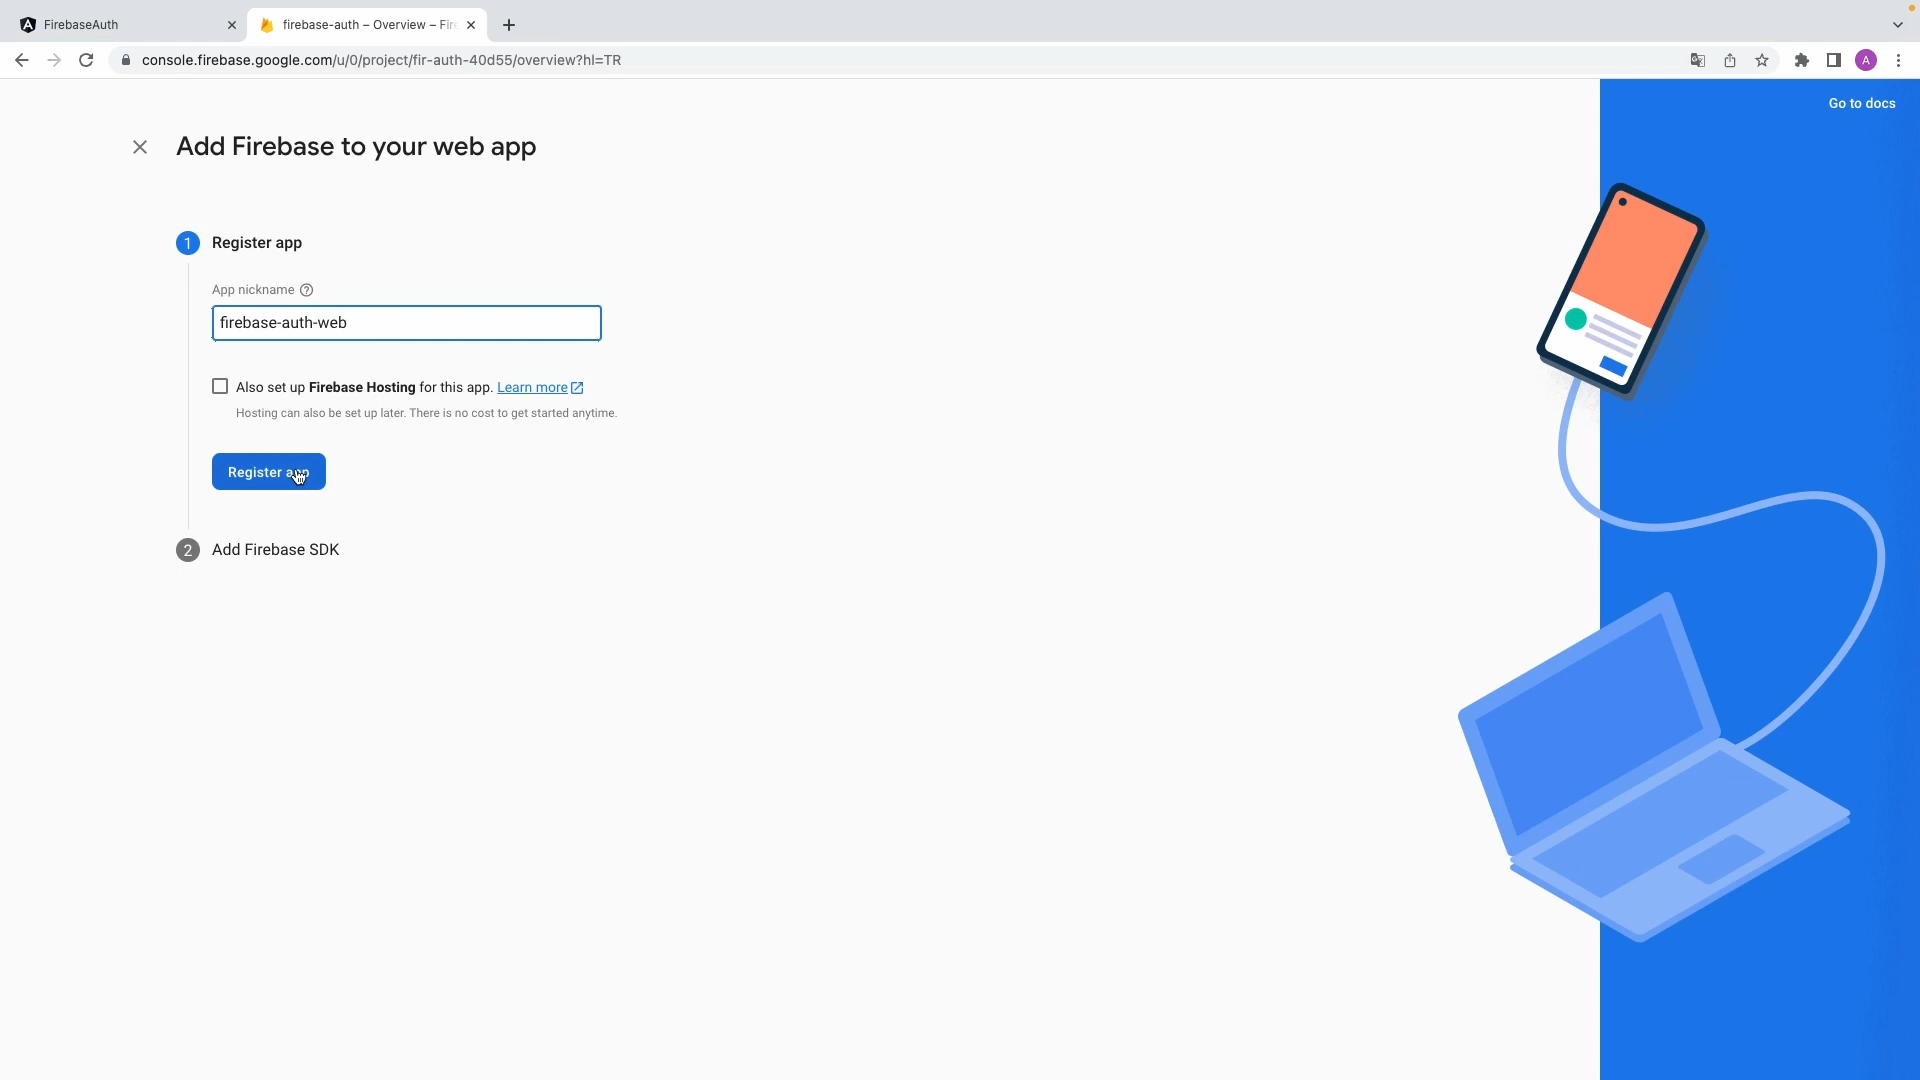 FirebaseAuth
firebase-auth – Overview – Fire
console.firebase.google.com/u/0/project/fir-auth-40d55/overview?hl=TR
A
Go to docs
Add Firebase to your web app
1 Register app
App nickname
firebase-auth-web
Also set up Firebase Hosting for this app. Learn more
Hosting can also be set up later. There is no cost to get started anytime.
Register app
2 Add Firebase SDK